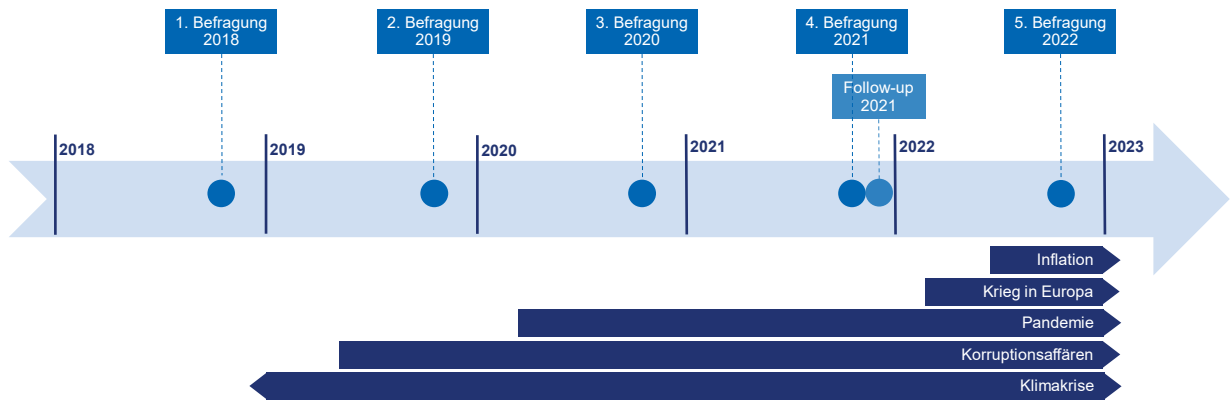 1. Befragung
2018
2. Befragung
2019
3. Befragung
2020
4. Befragung
2021
5. Befragung
2022
Follow-up
2021
2018
2019
2020
2021
2022
2023
Inflation
Krieg in Europa
Pandemie
Korruptionsaffären
Klimakrise